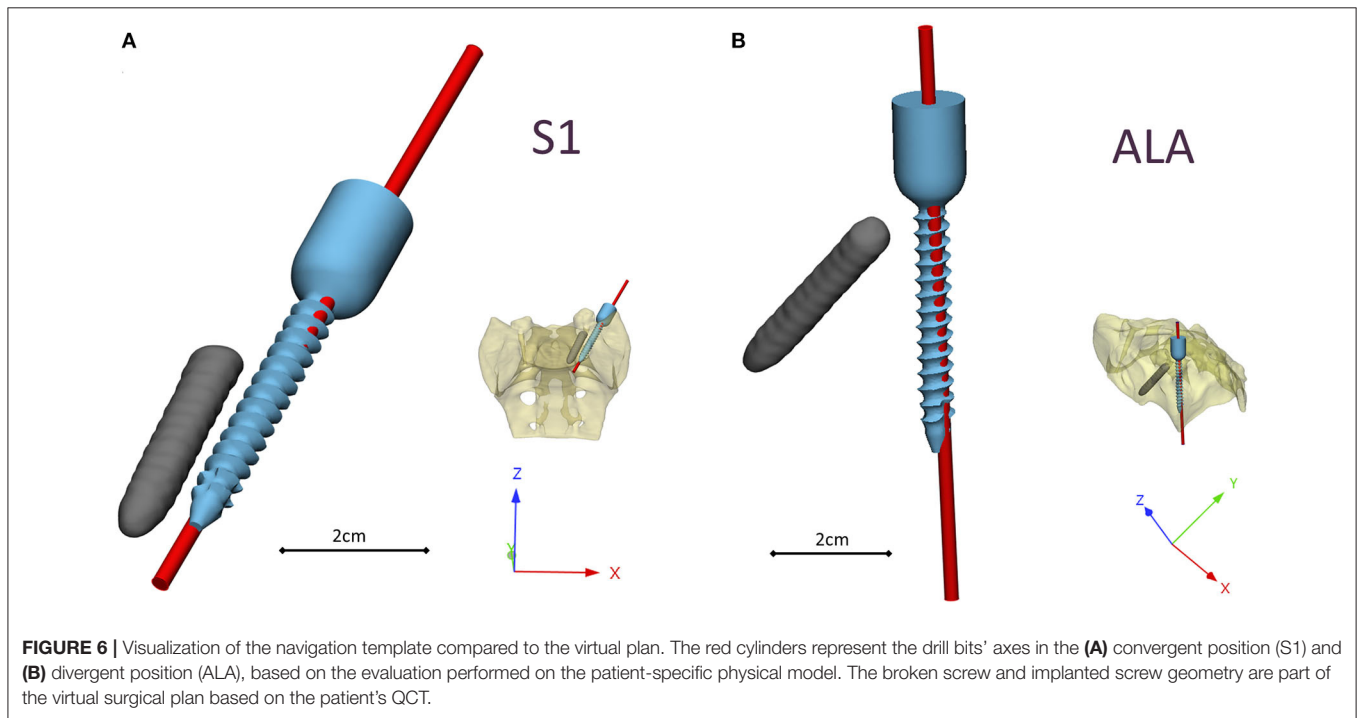 A
B
S1
ALA
Z
Y
X
2cm
2cm
Z
Y
X
FIGURE 6 | Visualization of the navigation template compared to the virtual plan. The red cylinders represent the drill bits' axes in the (A) convergent position (S1) and
(B) divergent position (ALA), based on the evaluation performed on the patient-specific physical model. The broken screw and implanted screw geometry are part of
the virtual surgical plan based on the patient's QCT.